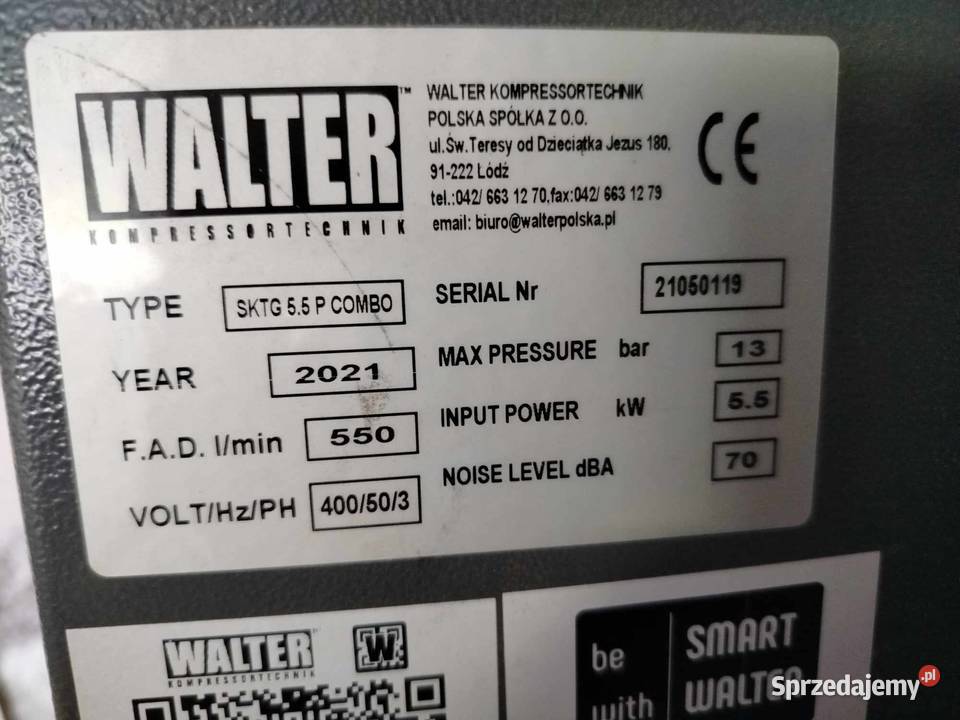 WALTER™
KOMPRESSORTECHNIK
WALTER KOMPRESSORTECHNIK
POLSKA SPÓŁKA Z O.O.
ul.Św.Teresy od Dzieciątka Jezus 180,
91-222 Łódź
tel.:042/ 663 12 70,fax:042/ 663 12 79
email: biuro@walterpolska.pl
CE
TYPE SKTG 5.5 P COMBO
YEAR 2021
F.A.D. l/min 550
VOLT/Hz/PH 400/50/3
SERIAL Nr 21050119
MAX PRESSURE bar 13
INPUT POWER kW 5.5
NOISE LEVEL dBA 70
WALTER
KOMPRESSORTECHNIK
W
be
with
SMART
WALTER
Sprzedajemy.pl